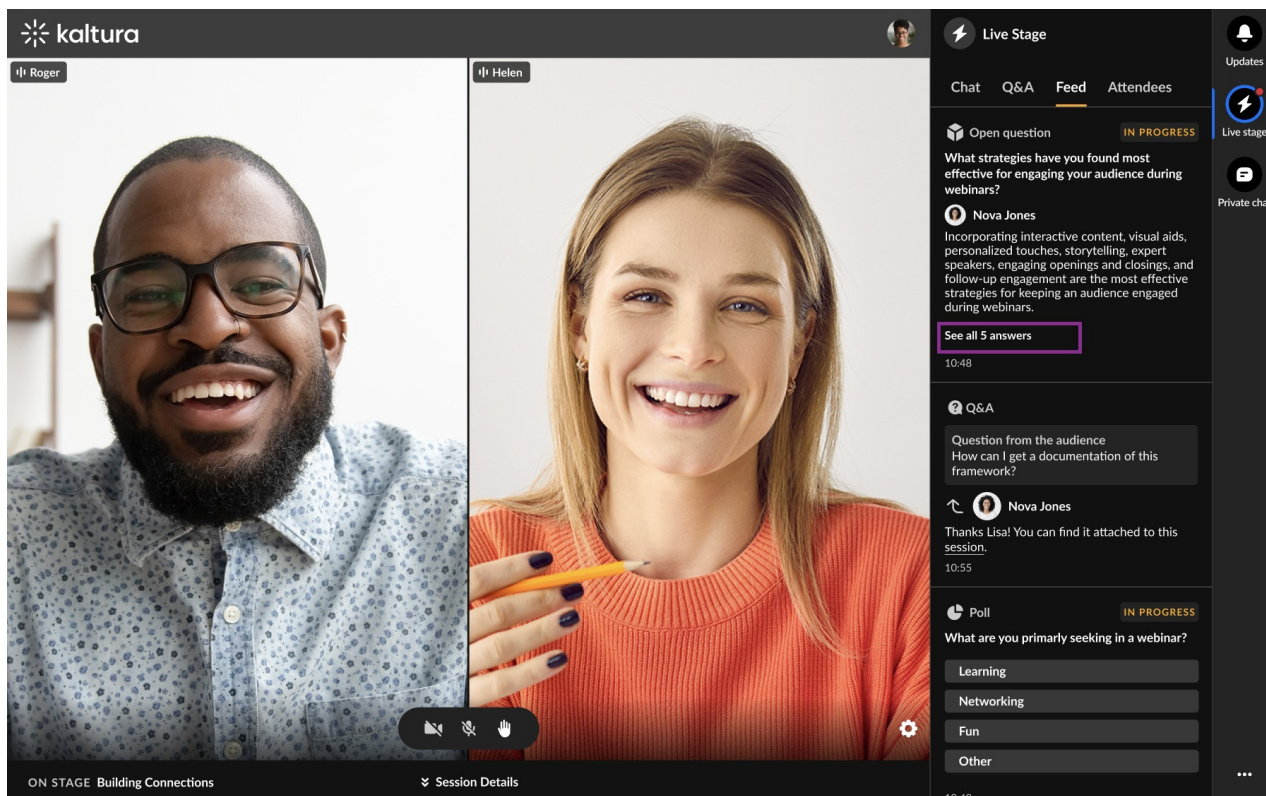 kaltura
Roger
Helen
ON STAGE Building Connections
Session Details
Live Stage
Chat Q&A Feed Attendees
Open question IN PROGRESS
What strategies have you found most
effective for engaging your audience during
webinars?
Nova Jones
Incorporating interactive content, visual aids,
personalized touches, storytelling, expert
speakers, engaging openings and closings, and
follow-up engagement are the most effective
strategies for keeping an audience engaged
during webinars.
See all 5 answers
10:48
Q&A
Question from the audience
How can I get a documentation of this
framework?
Nova Jones
Thanks Lisa! You can find it attached to this
session.
10:55
Poll IN PROGRESS
What are you primarly seeking in a webinar?
Learning
Networking
Fun
Other
Updates
Live stage
Private cha